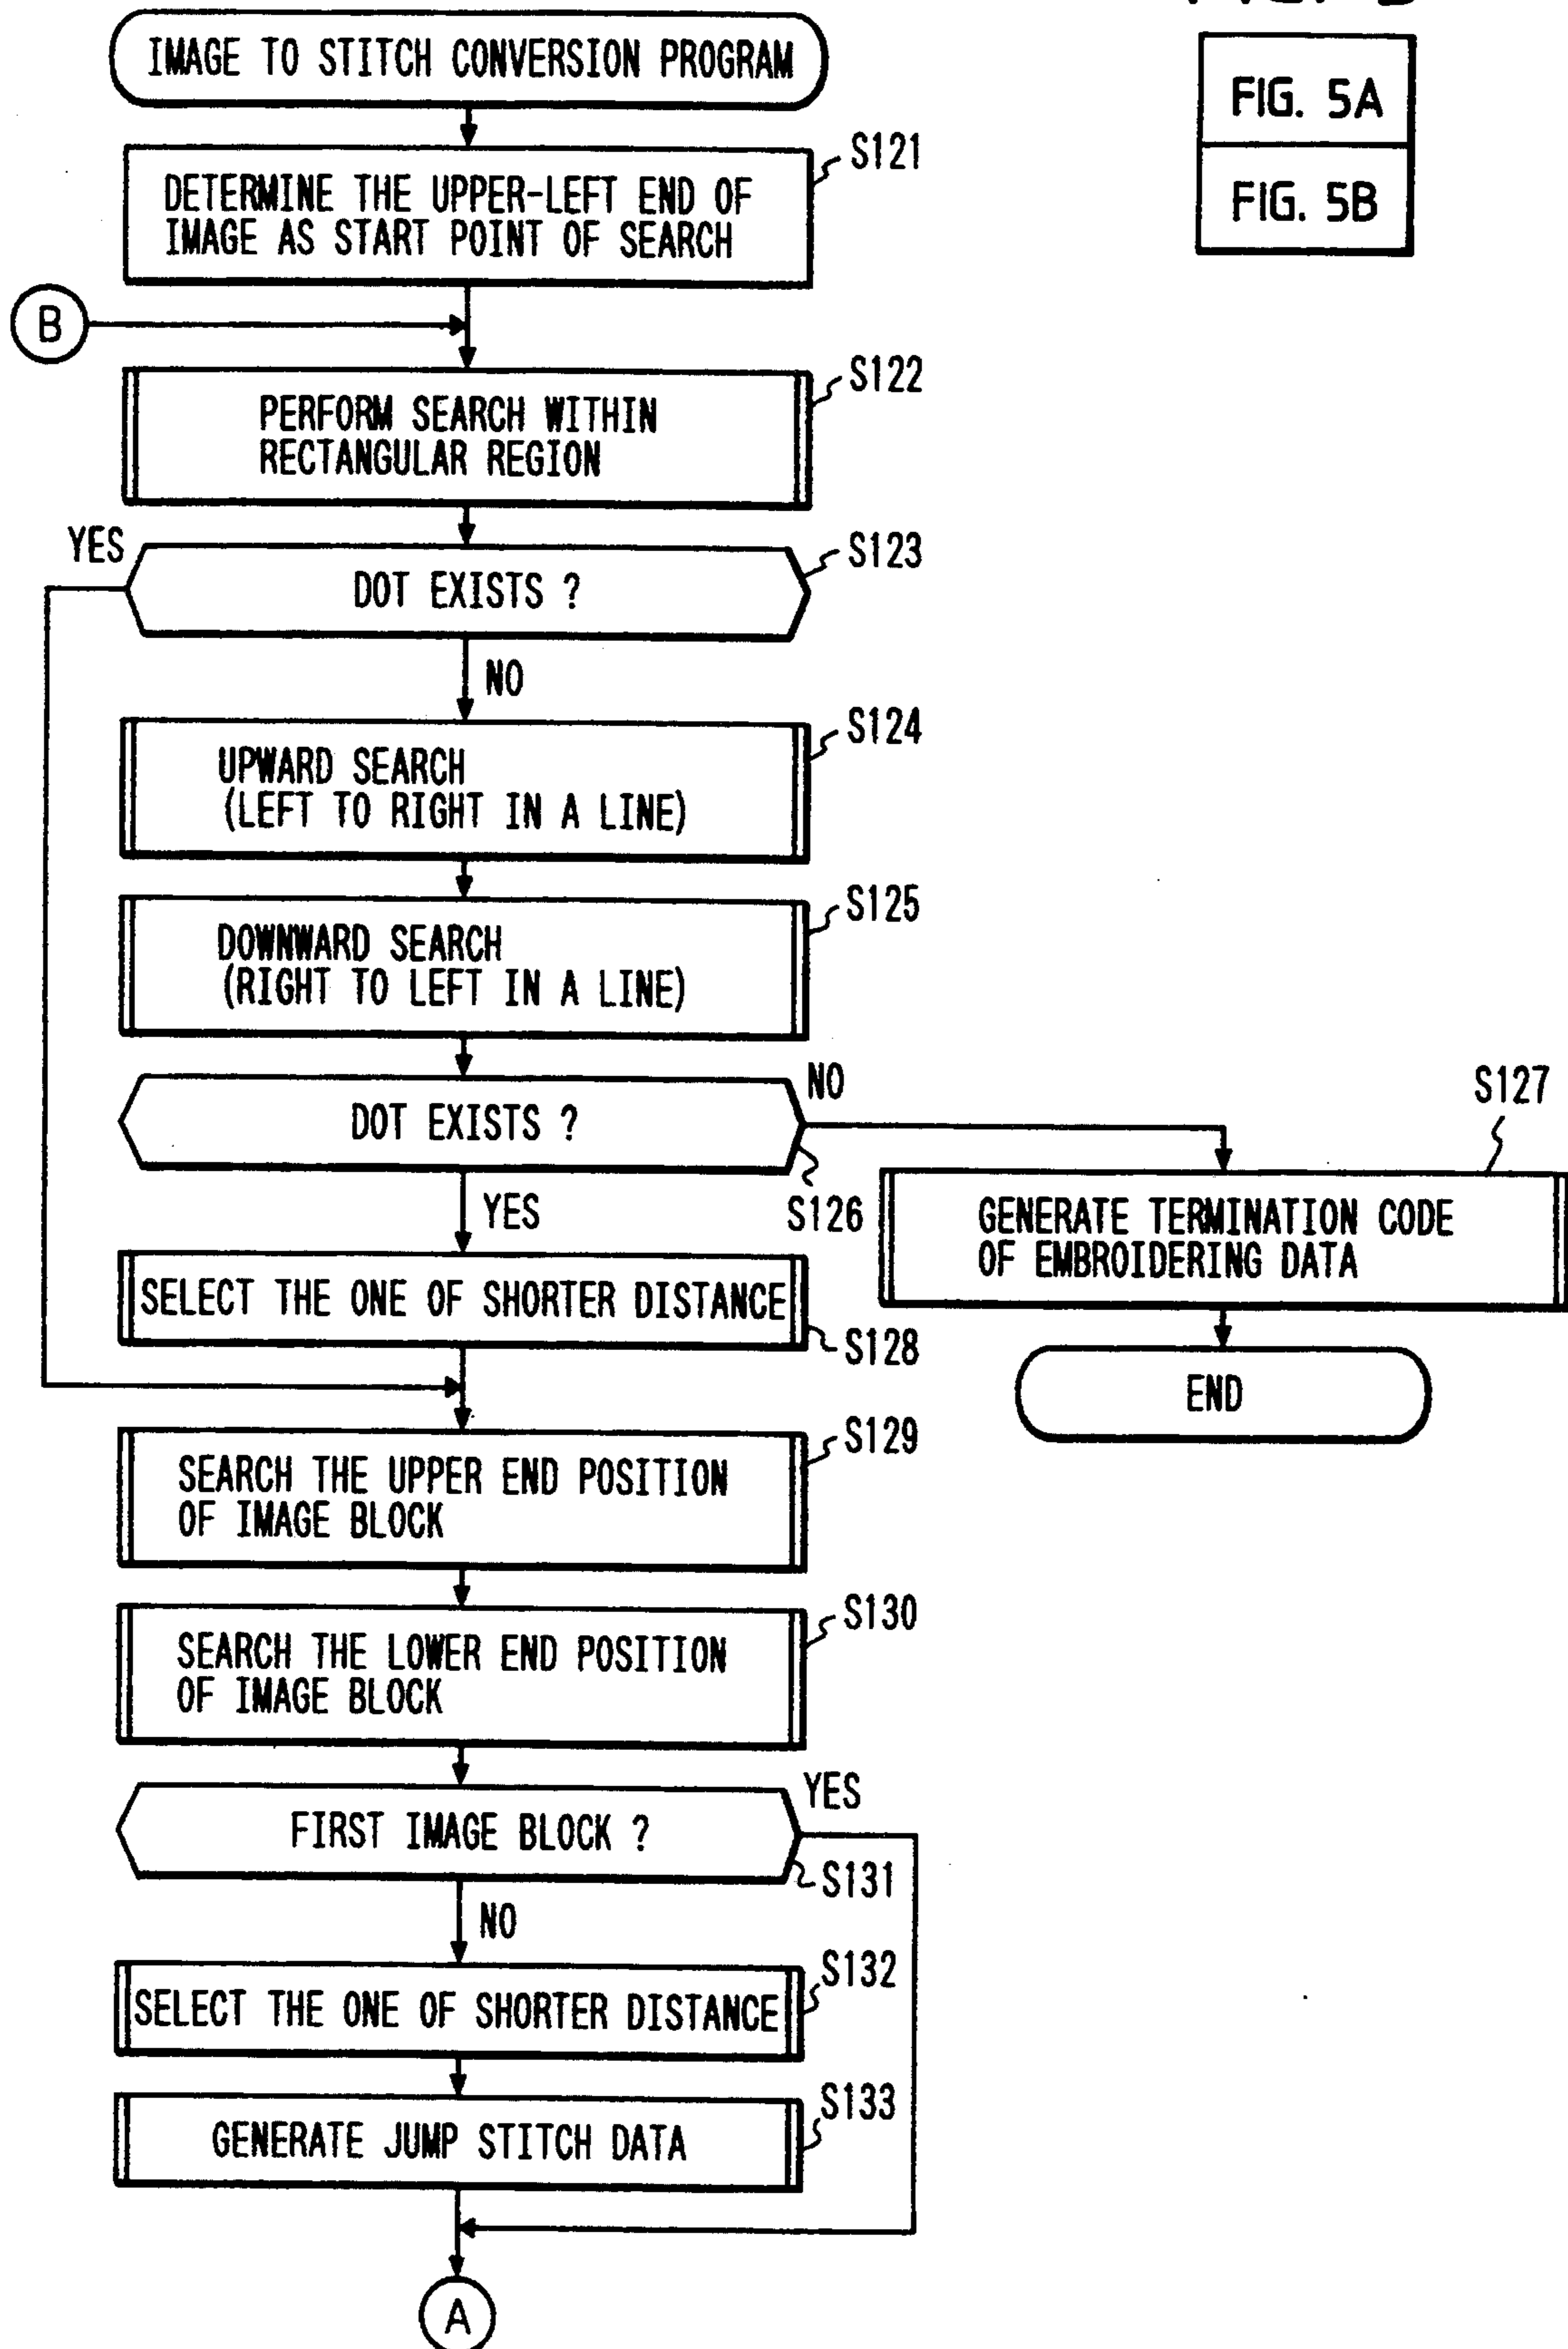 IMAGE TO STITCH CONVERSION PROGRAM
FIG. 5A
FIG. 5B
S121
DETERMINE THE UPPER-LEFT END OF
IMAGE AS START POINT OF SEARCH
B
S122
PERFORM SEARCH WITHIN
RECTANGULAR REGION
YES
S123
DOT EXISTS ?
NO
S124
UPWARD SEARCH
(LEFT TO RIGHT IN A LINE)
S125
DOWNWARD SEARCH
(RIGHT TO LEFT IN A LINE)
NO
DOT EXISTS ?
S126
YES
S127
GENERATE TERMINATION CODE
OF EMBROIDERING DATA
END
SELECT THE ONE OF SHORTER DISTANCE
S128
S129
SEARCH THE UPPER END POSITION
OF IMAGE BLOCK
S130
SEARCH THE LOWER END POSITION
OF IMAGE BLOCK
YES
FIRST IMAGE BLOCK ?
S131
NO
S132
SELECT THE ONE OF SHORTER DISTANCE
S133
GENERATE JUMP STITCH DATA
A